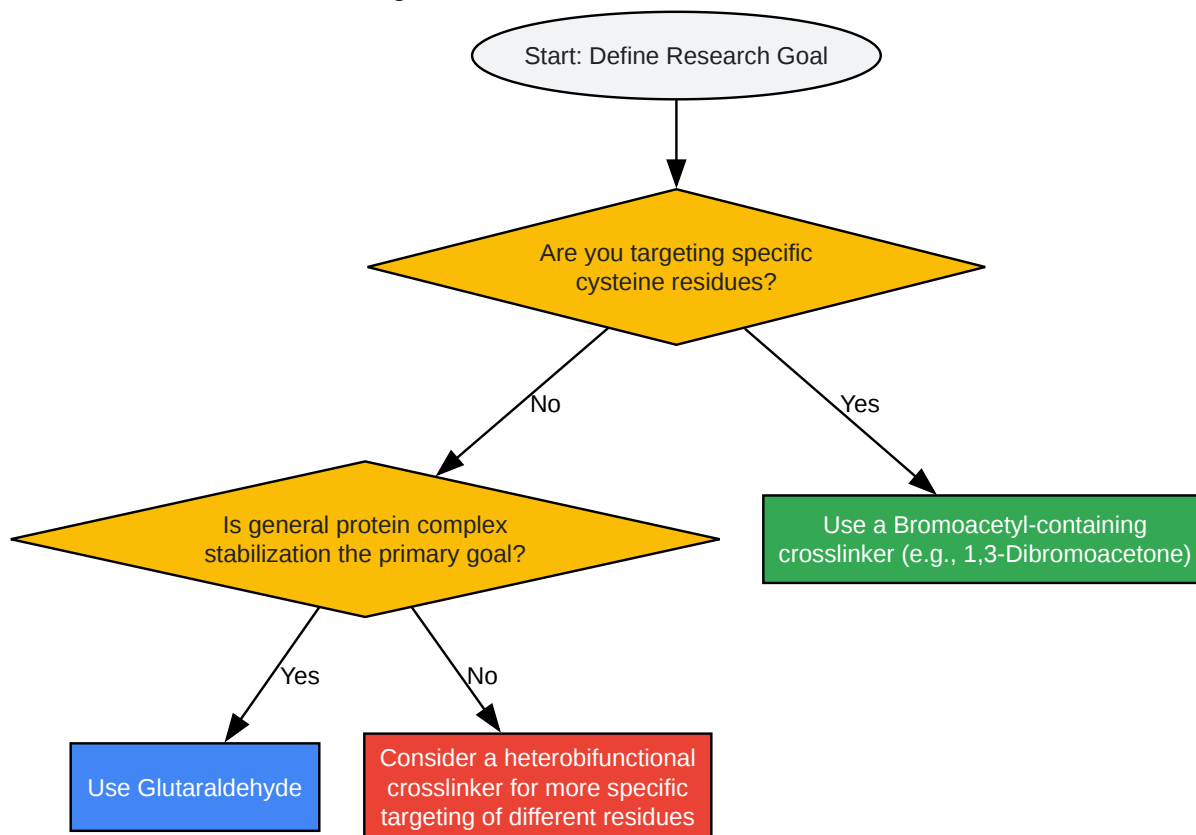 Start: Define Research Goal
Are you targeting specific
cysteine residues?
No
Yes
Is general protein complex
stabilization the primary goal?
Use a Bromoacetyl-containing
crosslinker (e.g., 1,3-Dibromoacetone)
Yes
No
Use Glutaraldehyde
Consider a heterobifunctional
crosslinker for more specific
targeting of different residues